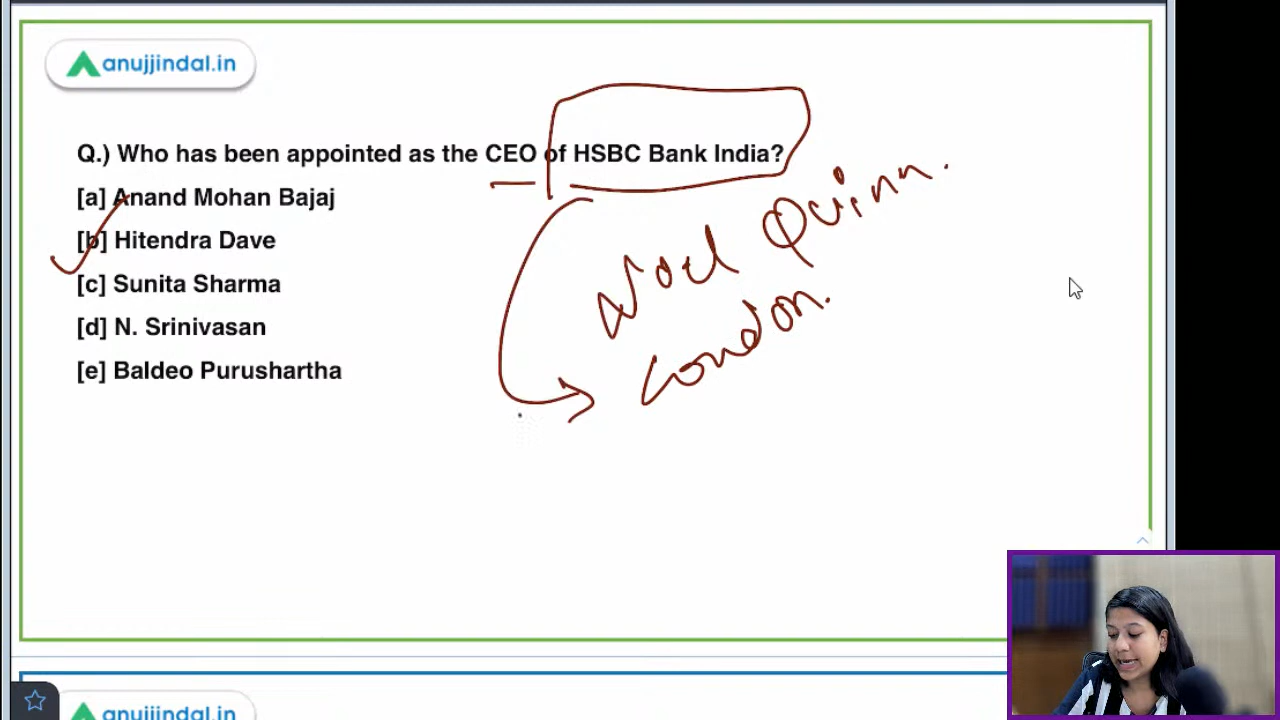 anujjindal.in
Q.) Who has been appointed as the CEO of HSBC Bank India?
[a] Anand Mohan Bajaj
[b] Hitendra Dave
[c] Sunita Sharma
[d] N. Srinivasan
[e] Baldeo Purushartha
Noel Quinn.
London.
anujjindal.in